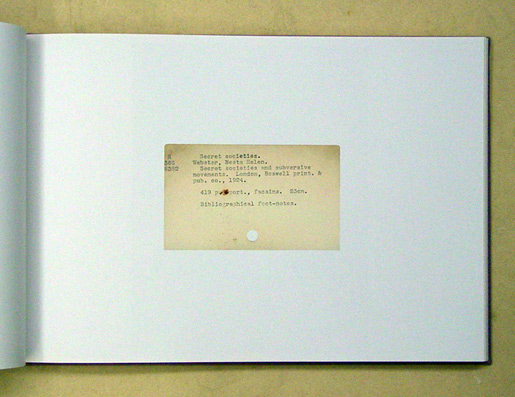 Secret societies.
Webster, Nesta Helen.
Secret societies and subversive
movements. London, Boswell print. &
pub. co., 1924.
419 p. port., facsims. 23cm.
Bibliographical foot-notes.